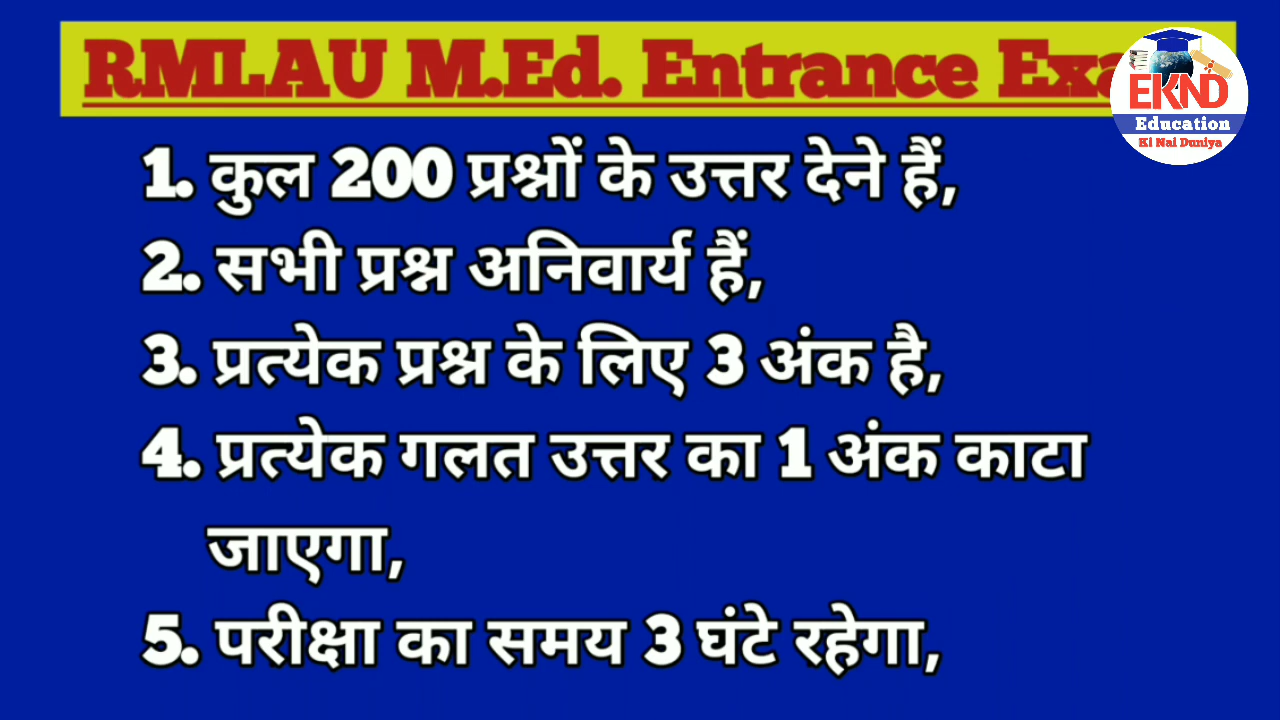 RMLAU M.Ed. Entrance Exa
EKND
Education
Ki Nai Duniya
1. कुल 200 प्रश्नों के उत्तर देने हैं,
2. सभी प्रश्न अनिवार्य हैं,
3. प्रत्येक प्रश्न के लिए 3 अंक है,
4. प्रत्येक गलत उत्तर का 1 अंक काटा
जाएगा,
5. परीक्षा का समय 3 घंटे रहेगा,